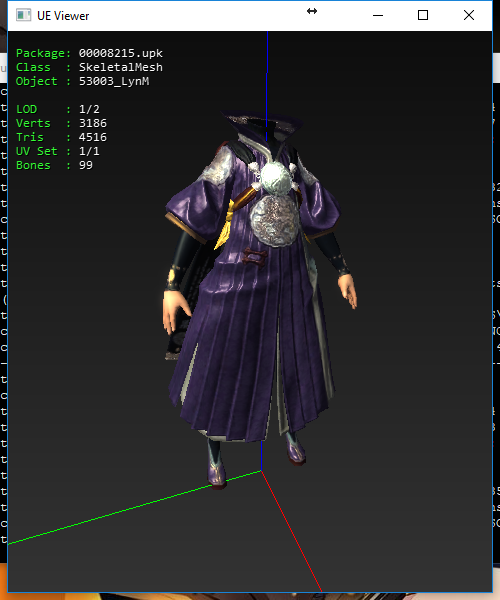 UE Viewer
Package: 00008215.upk
Class : SkeletalMesh
Object : 53003_LynM
LOD : 1/2
Verts : 3186
Tris : 4516
UV Set : 1/1
Bones : 99